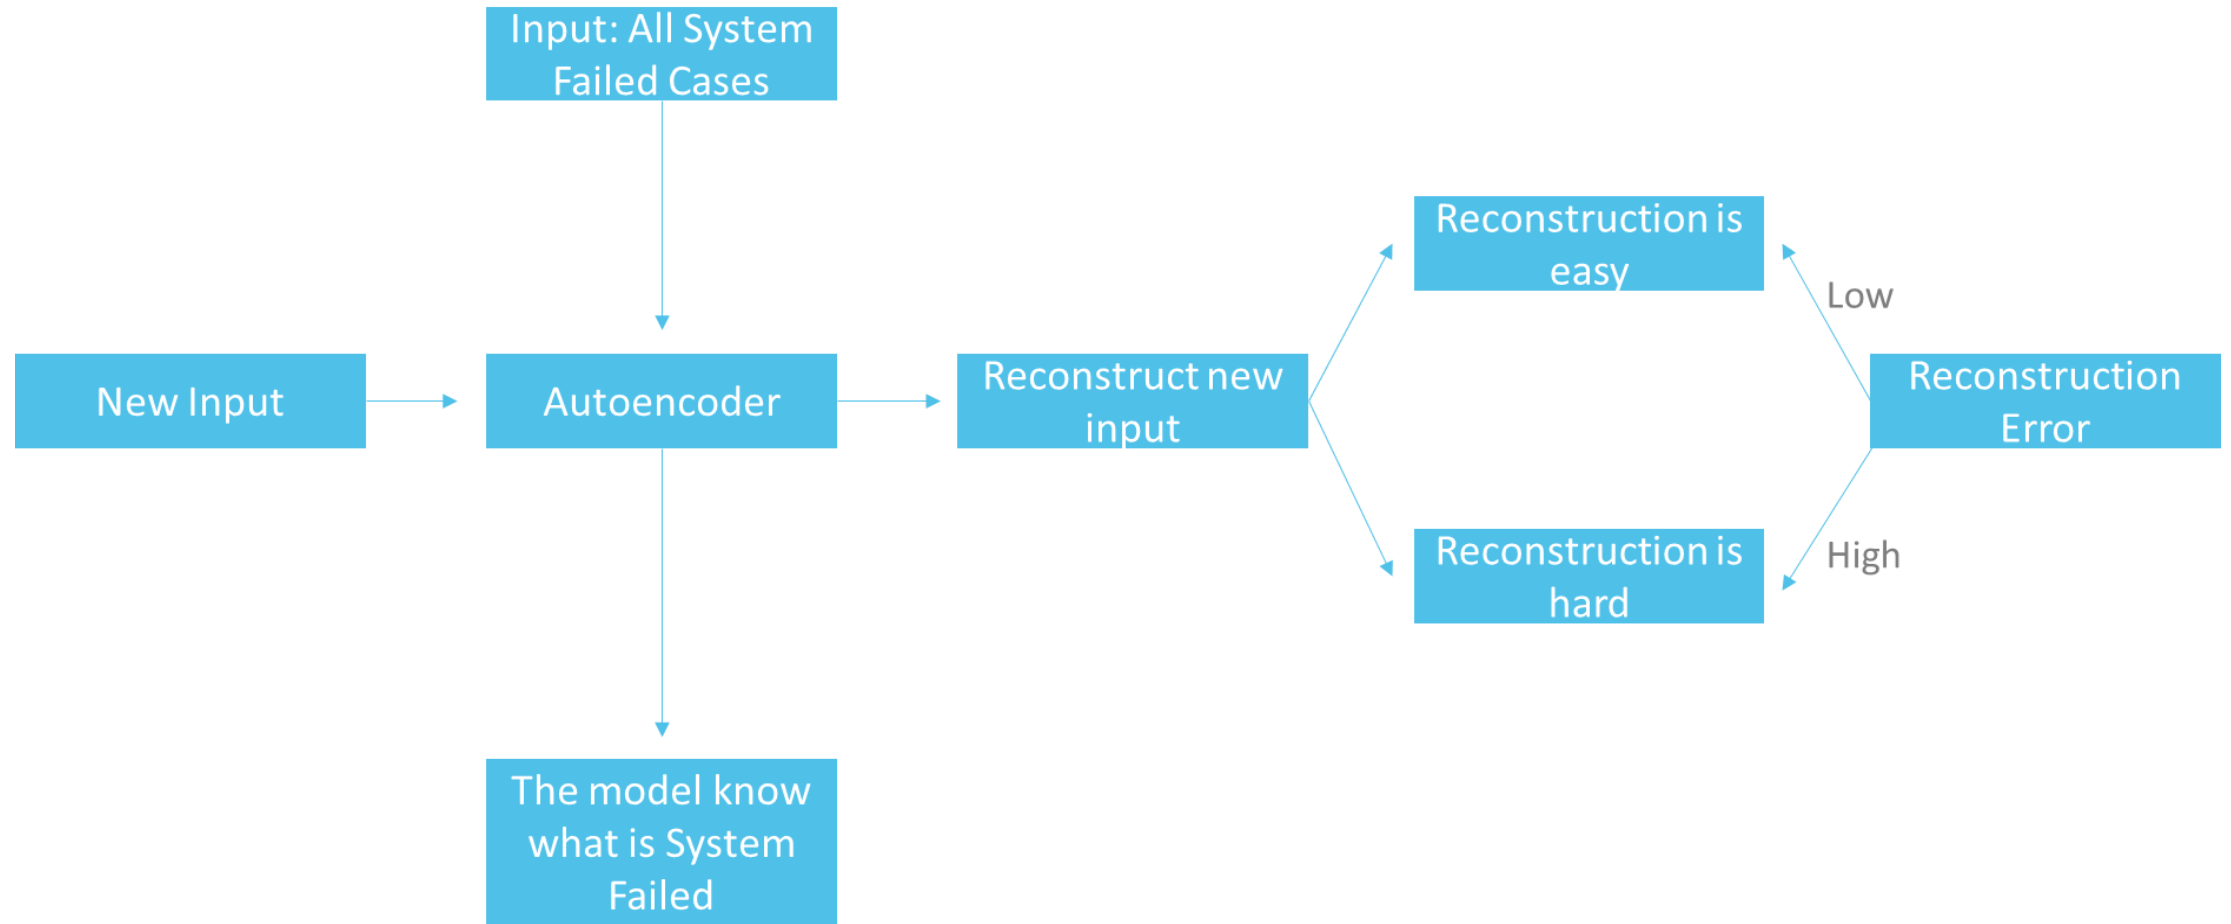 Input: All System
Failed Cases
New Input
Autoencoder
Reconstruct new
input
Reconstruction is
easy
Low
Reconstruction
Error
Reconstruction is
hard
High
The model know
what is System
Failed